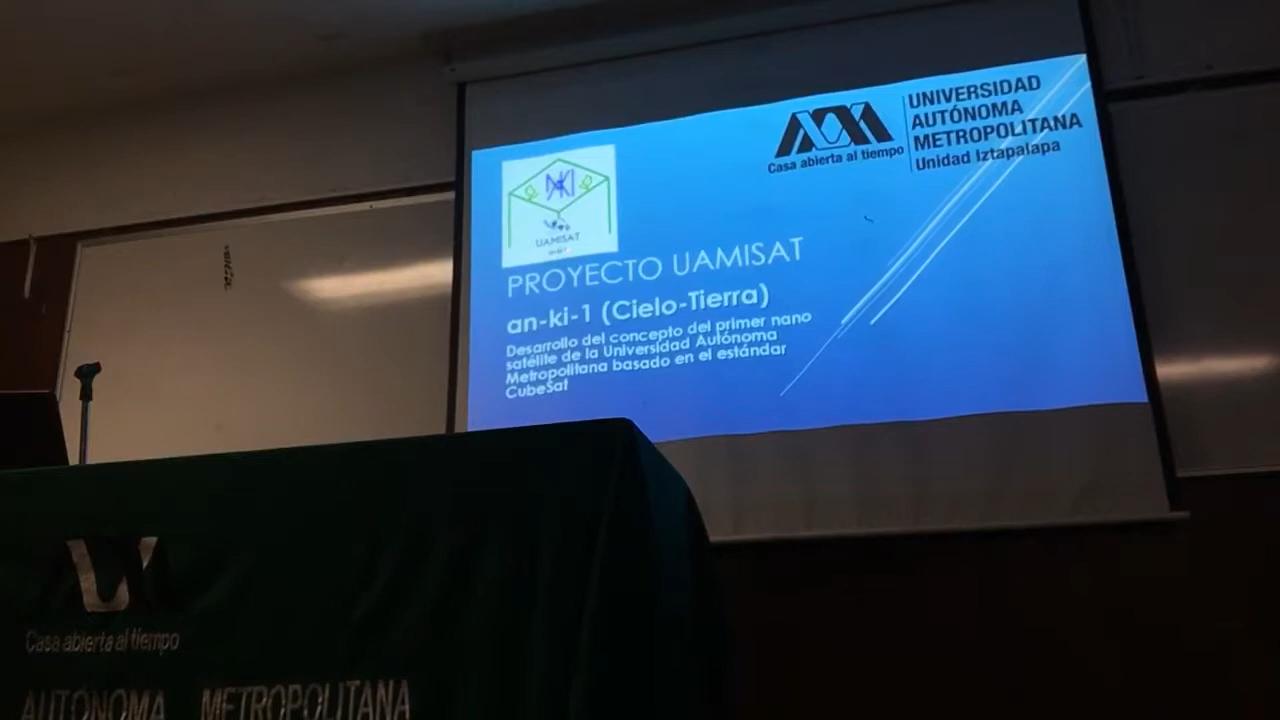 UNIVERSIDAD
AUTÓNOMA
METROPOLITANA
Unidad Iztapalapa
Casa abierta al tiempo
UAMISAT
PROYECTO UAMISAT
an-ki-1 (Cielo-Tierra)
Desarrollo del concepto del primer nano
satélite de la Universidad Autónoma
Metropolitana basado en el estándar
CubeSat
Casa abierta al tiempo
AUTÓNOMA METROPOLITANA